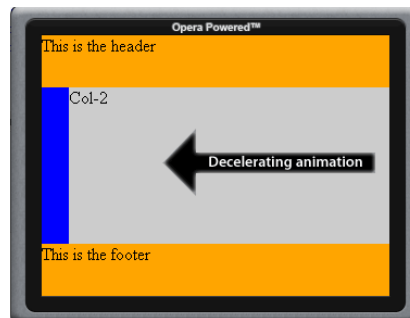 Opera Powered™
This is the header
Col-2
Decelerating animation
This is the footer